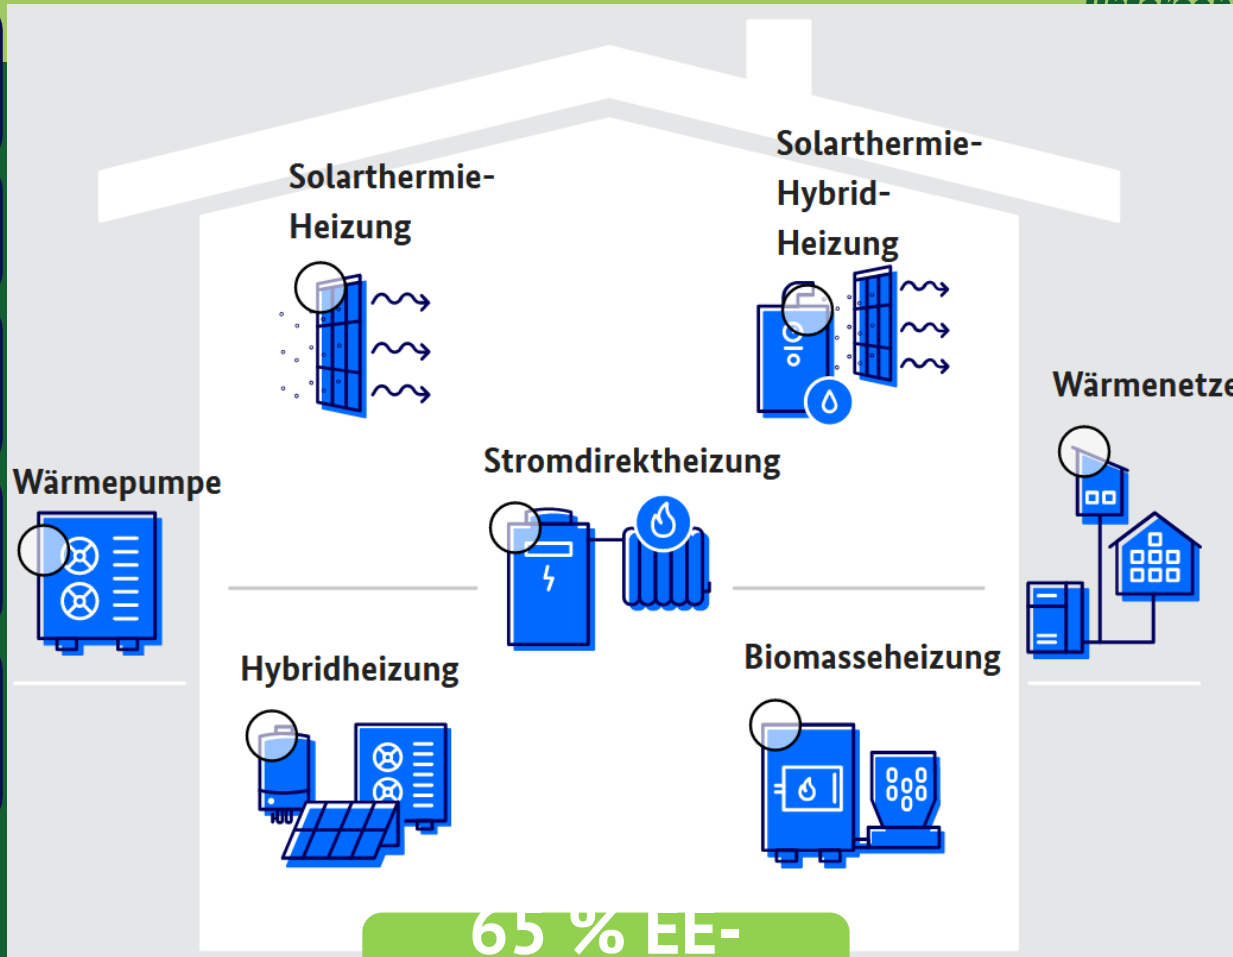 Solarthermie-
Heizung
Solarthermie-
Hybrid-
Heizung
Wärmenetze
Stromdirektheizung
Wärmepumpe
Hybridheizung
Biomasseheizung
65 % EE-